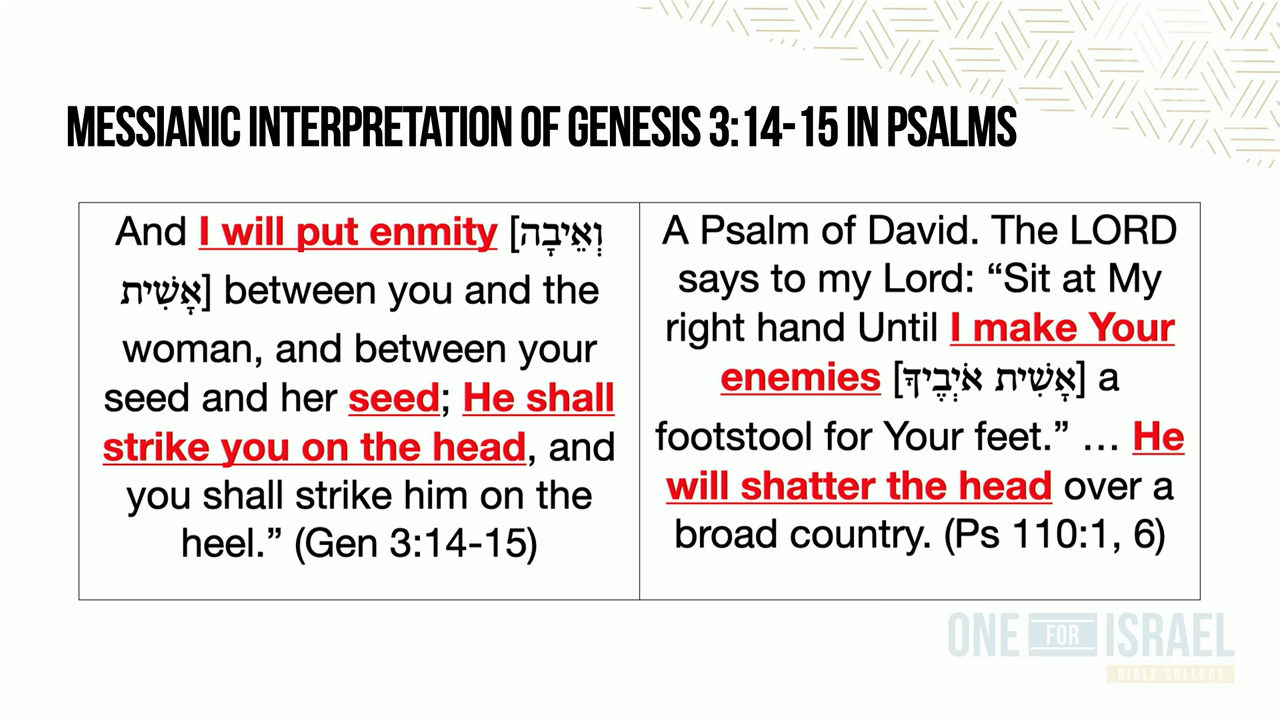 MESSIANIC INTERPRETATION OF GENESIS 3:14-15 IN PSALMS
And I will put enmity [וְאֵיבָה
אָשִׁית] between you and the
woman, and between your
seed and her seed; He shall
strike you on the head, and
you shall strike him on the
heel.” (Gen 3:14-15)
A Psalm of David. The LORD
says to my Lord: “Sit at My
right hand Until I make Your
enemies [אָשִׁית אֹיְבֶיךָ] a
footstool for Your feet.” … He
will shatter the head over a
broad country. (Ps 110:1, 6)
ONE FOR ISRAEL
BIBLE COLLEGE